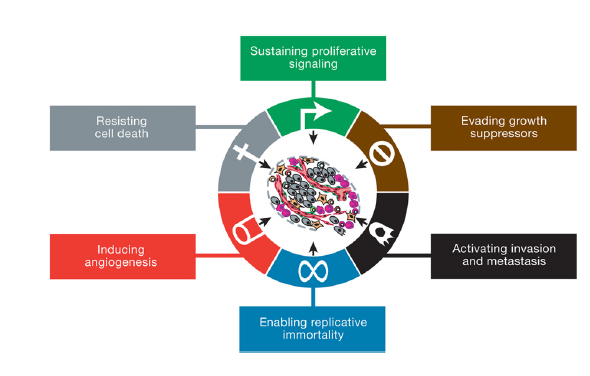 Sustaining proliferative
signaling
Resisting
cell death
Evading growth
suppressors
Inducing
angiogenesis
Activating invasion
and metastasis
Enabling replicative
immortality